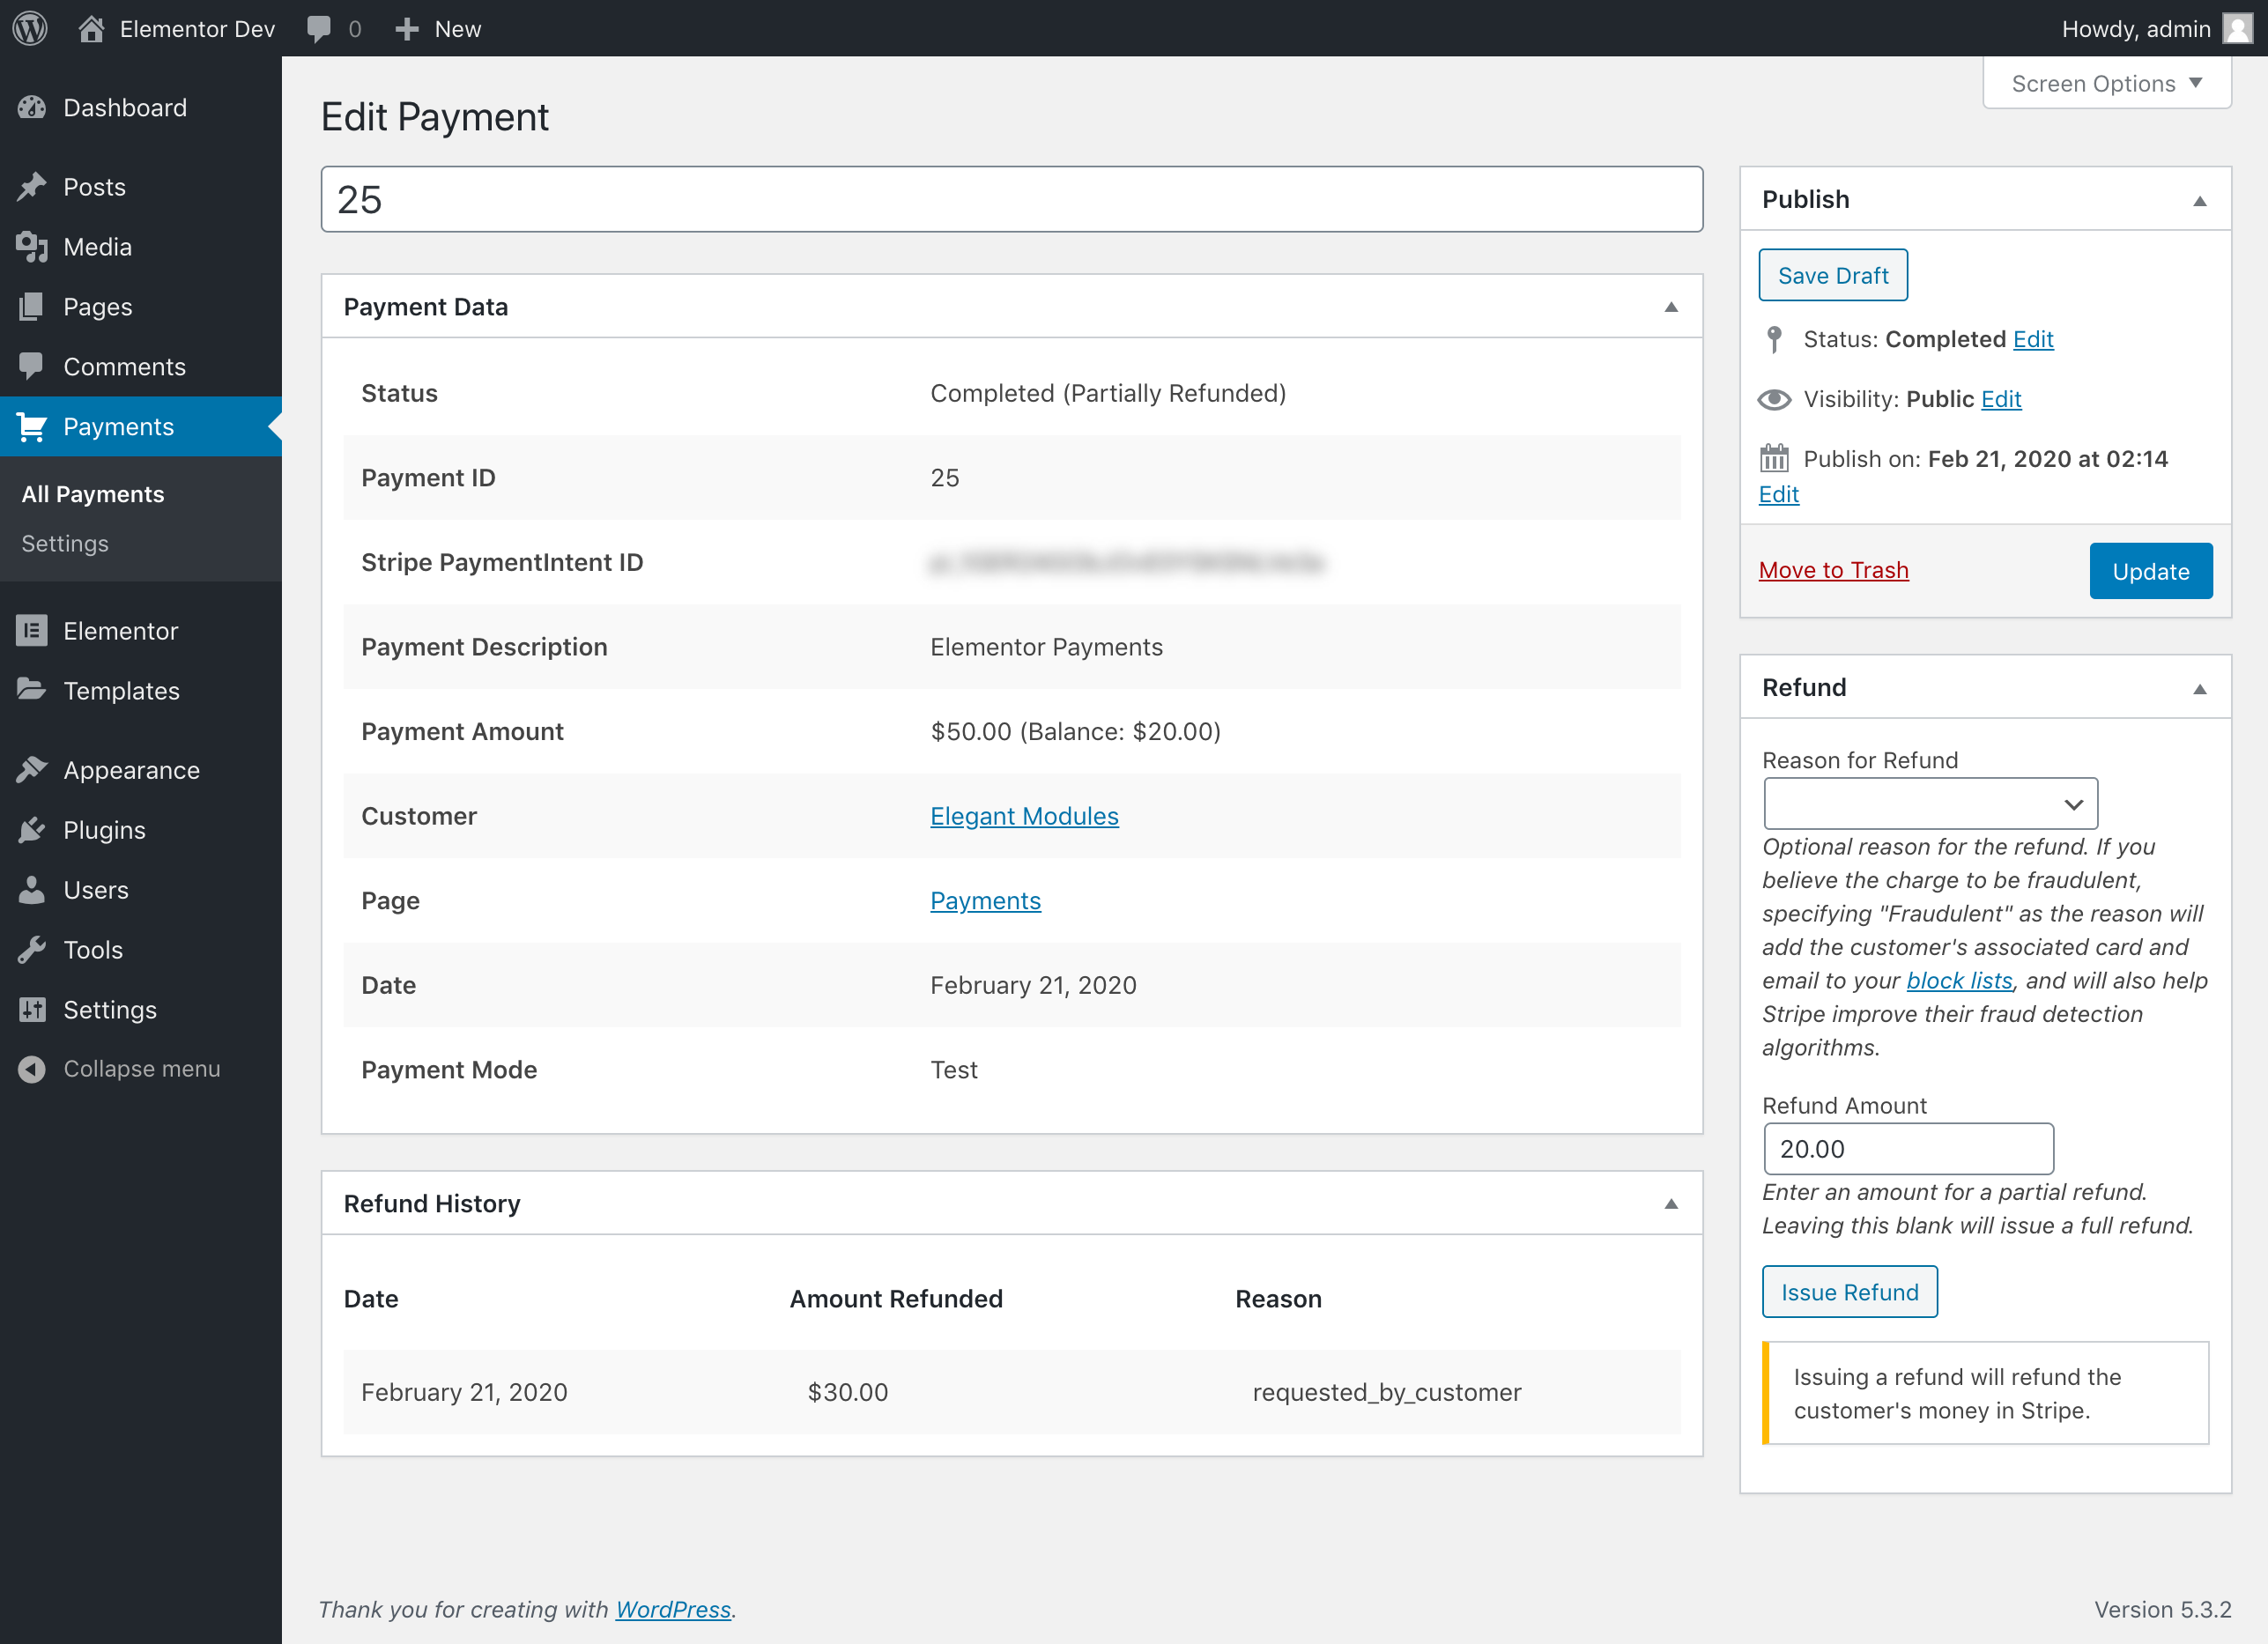 Elementor Dev 0 New Howdy, admin
Screen Options
Dashboard
Posts
Media
Pages
Comments
Payments
All Payments
Settings
Elementor
Templates
Appearance
Plugins
Users
Tools
Settings
Collapse menu
Edit Payment
25
Payment Data
Status Completed (Partially Refunded)
Payment ID 25
Stripe PaymentIntent ID
Payment Description Elementor Payments
Payment Amount $50.00 (Balance: $20.00)
Customer Elegant Modules
Page Payments
Date February 21, 2020
Payment Mode Test
Refund History
Date Amount Refunded Reason
February 21, 2020 $30.00 requested_by_customer
Publish
Save Draft
Status: Completed Edit
Visibility: Public Edit
Publish on: Feb 21, 2020 at 02:14
Edit
Move to Trash Update
Refund
Reason for Refund
Optional reason for the refund. If you
believe the charge to be fraudulent,
specifying "Fraudulent" as the reason will
add the customer's associated card and
email to your block lists, and will also help
Stripe improve their fraud detection
algorithms.
Refund Amount
20.00
Enter an amount for a partial refund.
Leaving this blank will issue a full refund.
Issue Refund
Issuing a refund will refund the
customer's money in Stripe.
Thank you for creating with WordPress.
Version 5.3.2